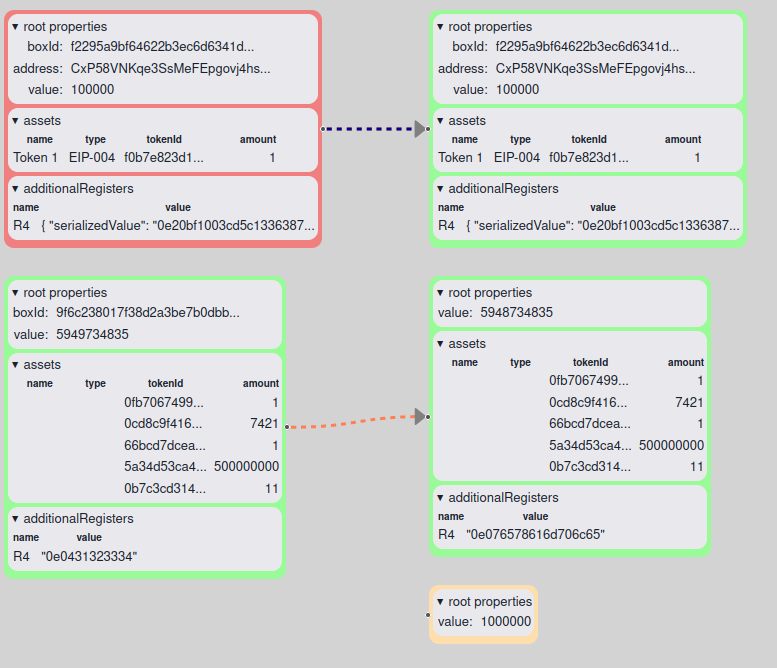 ▼ root properties
boxId: f2295a9bf64622b3ec6d6341d...
address: CxP58VNKqe3SsMeFEpgovj4hs...
value: 100000
▼ assets
name type tokenId amount
Token 1 EIP-004 f0b7e823d1... 1
▼ additionalRegisters
name value
R4 { "serializedValue": "0e20bf1003cd5c1336387...
▼ root properties
boxId: f2295a9bf64622b3ec6d6341d...
address: CxP58VNKqe3SsMeFEpgovj4hs...
value: 100000
▼ assets
name type tokenId amount
Token 1 EIP-004 f0b7e823d1... 1
▼ additionalRegisters
name value
R4 { "serializedValue": "0e20bf1003cd5c1336387...
▼ root properties
boxId: 9f6c238017f38d2a3be7b0dbb...
value: 5949734835
▼ assets
name type tokenId amount
0fb7067499... 1
0cd8c9f416... 7421
66bcd7dcea... 1
5a34d53ca4... 500000000
0b7c3cd314... 11
▼ additionalRegisters
name value
R4 "0e0431323334"
▼ root properties
value: 5948734835
▼ assets
name type tokenId amount
0fb7067499... 1
0cd8c9f416... 7421
66bcd7dcea... 1
5a34d53ca4... 500000000
0b7c3cd314... 11
▼ additionalRegisters
name value
R4 "0e076578616d706c65"
▼ root properties
value: 1000000